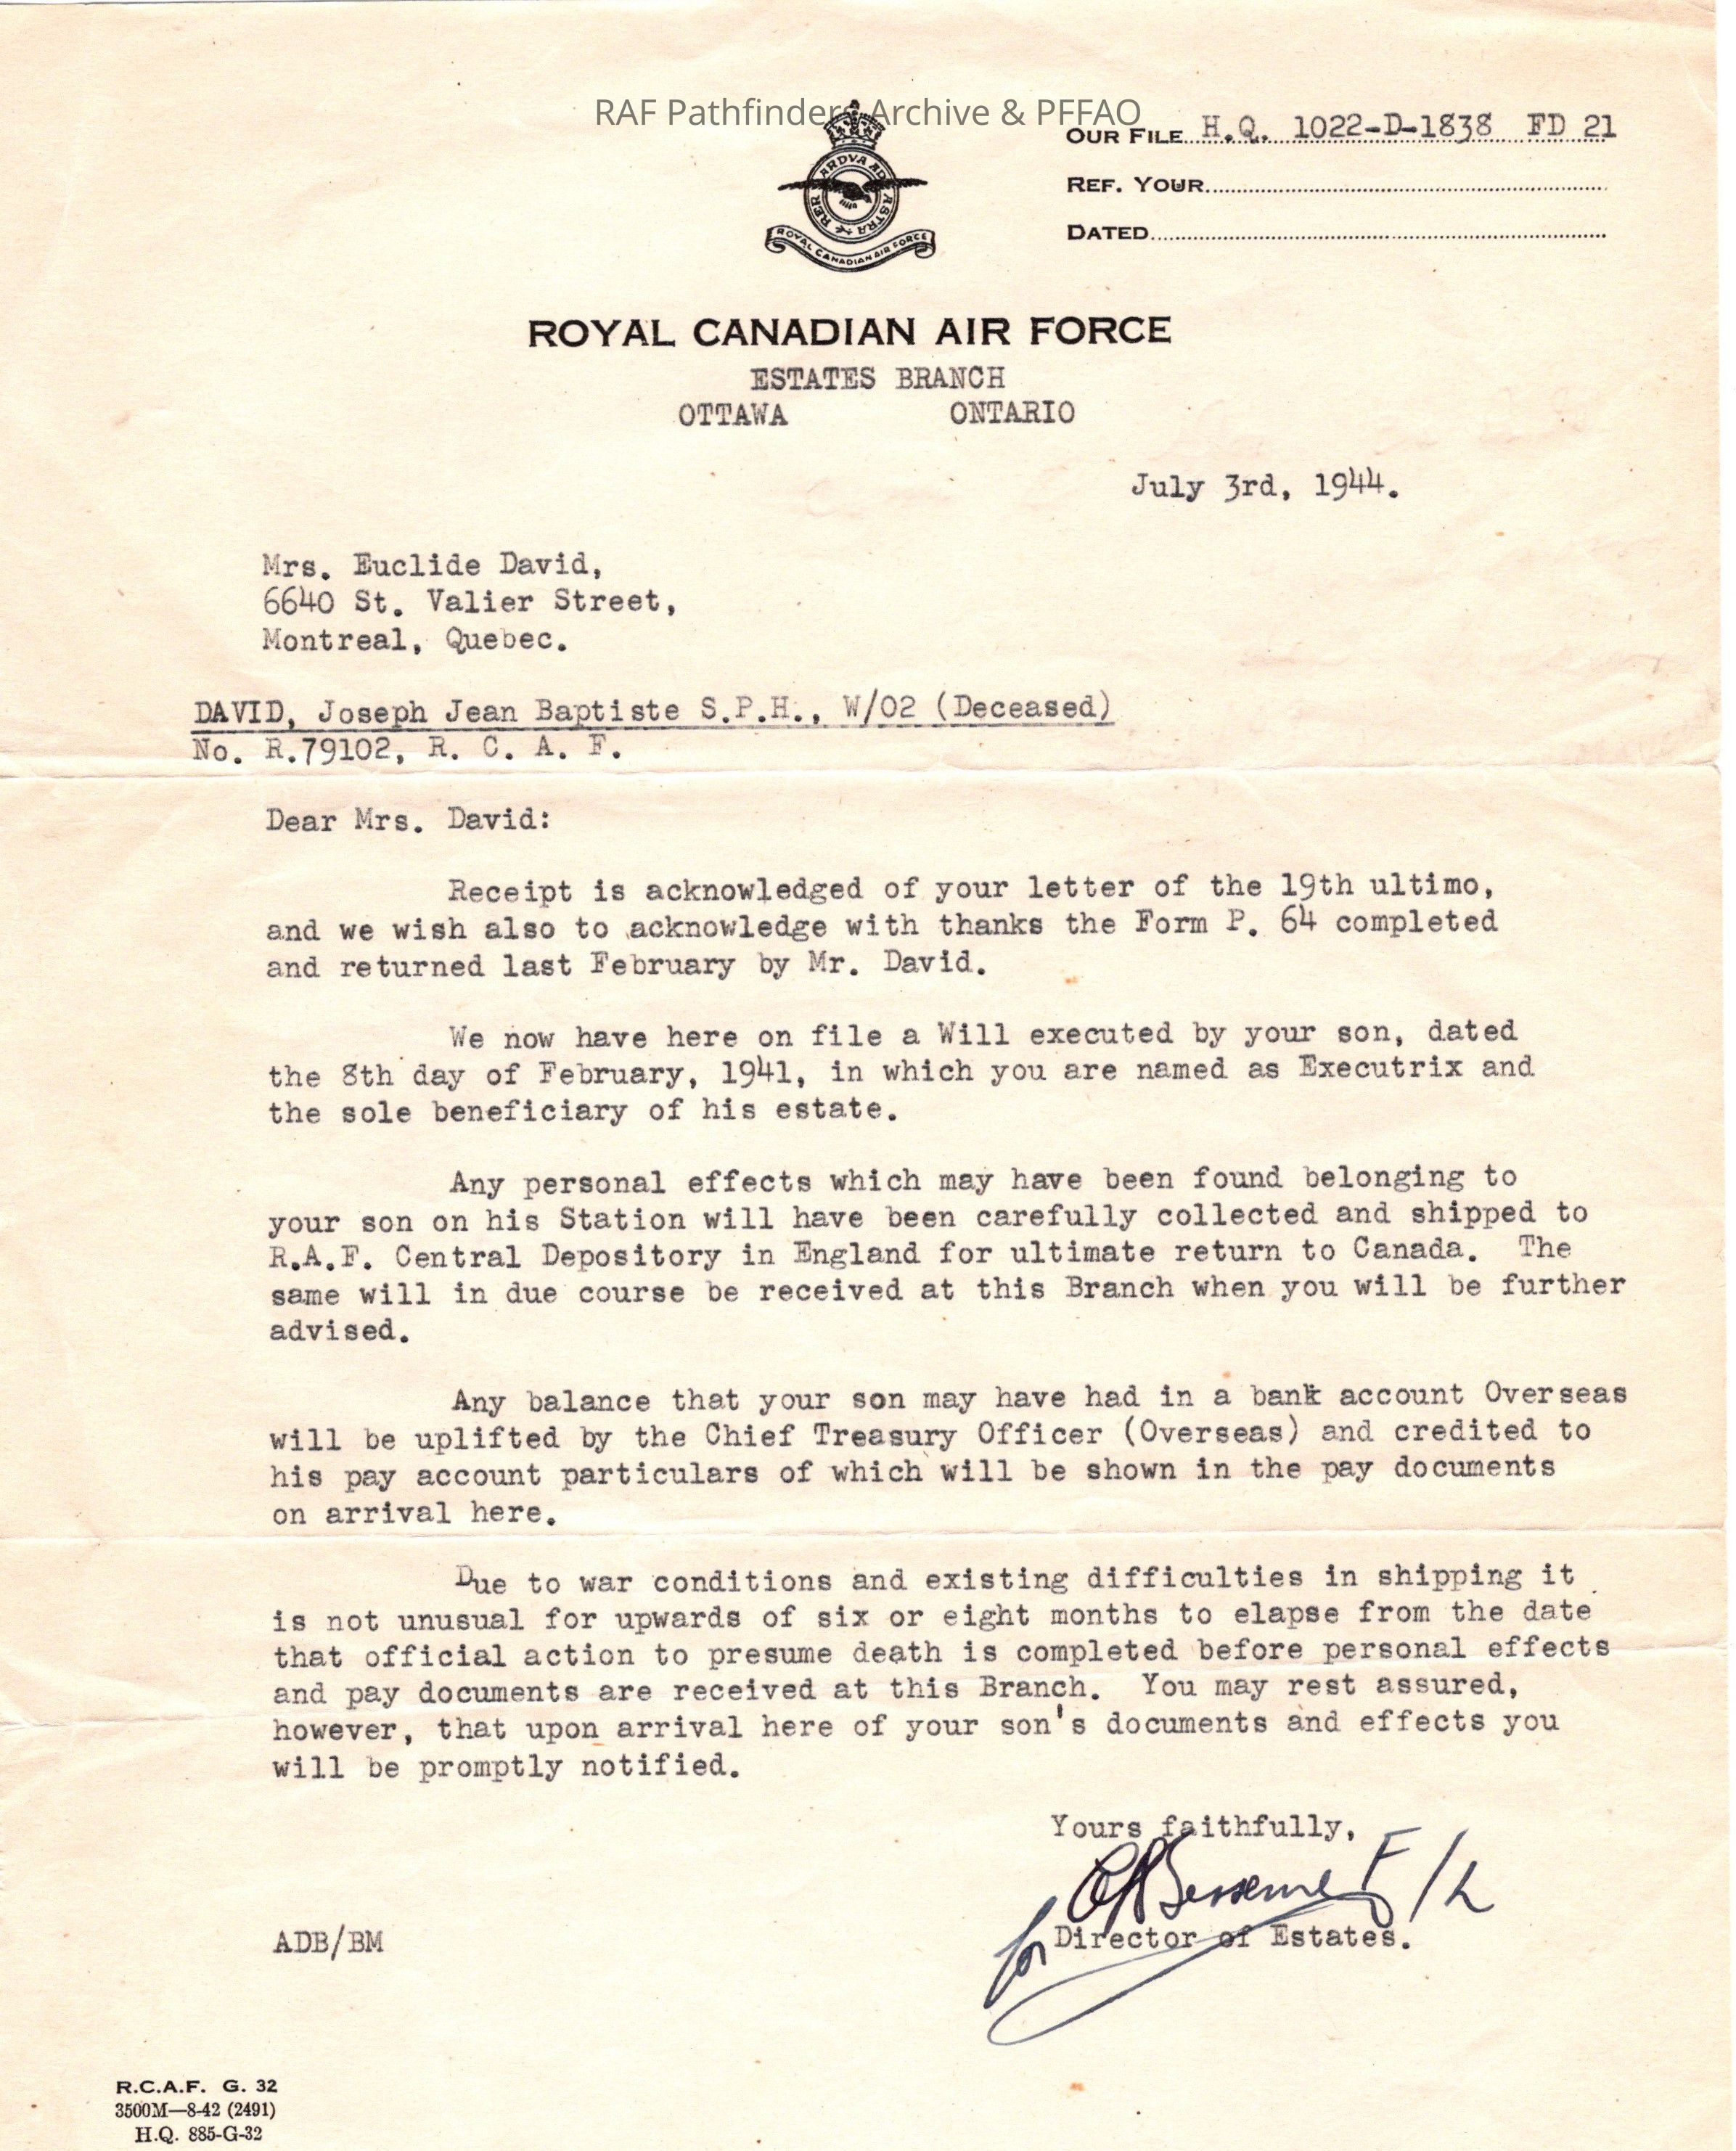 RAF Pathfinders Archive & PFFAO
OUR FILE H.Q. 1022-D-1838 FD 21
REF. YOUR
DATED
PER ARDVA AD ASTRA
ROYAL CANADIAN AIR FORCE
ROYAL CANADIAN AIR FORCE
ESTATES BRANCH
OTTAWA ONTARIO
July 3rd, 1944.
Mrs. Euclide David,
6640 St. Valier Street,
Montreal, Quebec.
DAVID, Joseph Jean Baptiste S.P.H., W/O2 (Deceased)
No. R.79102, R. C. A. F.
Dear Mrs. David:
Receipt is acknowledged of your letter of the 19th ultimo,
and we wish also to acknowledge with thanks the Form P. 64 completed
and returned last February by Mr. David.
We now have here on file a Will executed by your son, dated
the 8th day of February, 1941, in which you are named as Executrix and
the sole beneficiary of his estate.
Any personal effects which may have been found belonging to
your son on his Station will have been carefully collected and shipped to
R.A.F. Central Depository in England for ultimate return to Canada. The
same will in due course be received at this Branch when you will be further
advised.
Any balance that your son may have had in a bank account Overseas
will be uplifted by the Chief Treasury Officer (Overseas) and credited to
his pay account particulars of which will be shown in the pay documents
on arrival here.
Due to war conditions and existing difficulties in shipping it
is not unusual for upwards of six or eight months to elapse from the date
that official action to presume death is completed before personal effects
and pay documents are received at this Branch. You may rest assured,
however, that upon arrival here of your son's documents and effects you
will be promptly notified.
Yours faithfully,
F/L
for Director of Estates.
ADB/BM
R.C.A.F. G. 32
3500M—8-42 (2491)
H.Q. 885-G-32